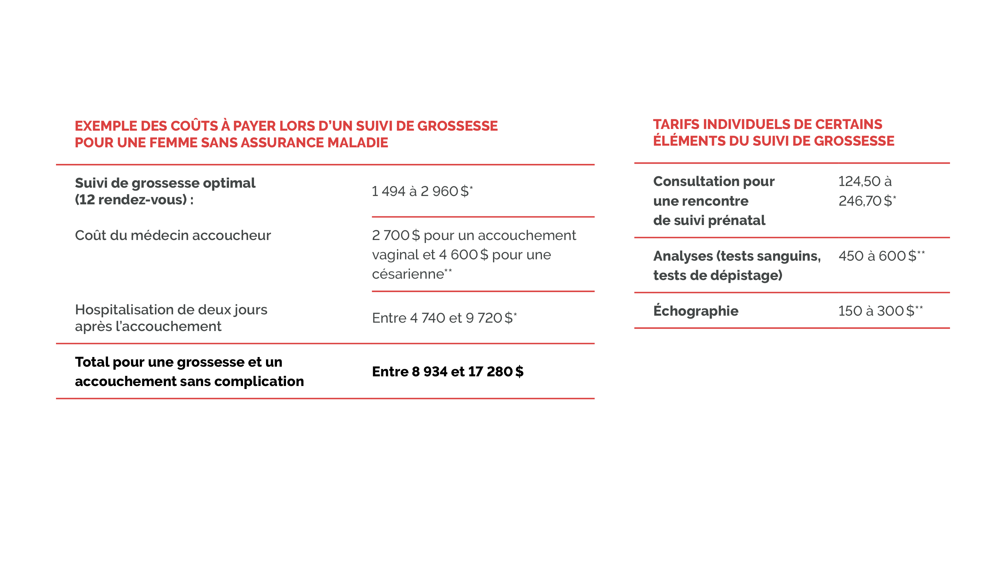 EXEMPLE DES COÛTS À PAYER LORS D’UN SUIVI DE GROSSESSE
POUR UNE FEMME SANS ASSURANCE MALADIE
Suivi de grossesse optimal
(12 rendez-vous) :
1 494 à 2 960 $*
Coût du médecin accoucheur
2 700 $ pour un accouchement
vaginal et 4 600 $ pour une
césarienne**
Hospitalisation de deux jours
après l’accouchement
Entre 4 740 et 9 720 $*
Total pour une grossesse et un
accouchement sans complication
Entre 8 934 et 17 280 $
TARIFS INDIVIDUELS DE CERTAINS
ÉLÉMENTS DU SUIVI DE GROSSESSE
Consultation pour
une rencontre
de suivi prénatal
124,50 à
246,70 $*
Analyses (tests sanguins,
tests de dépistage)
450 à 600 $**
Échographie
150 à 300 $**